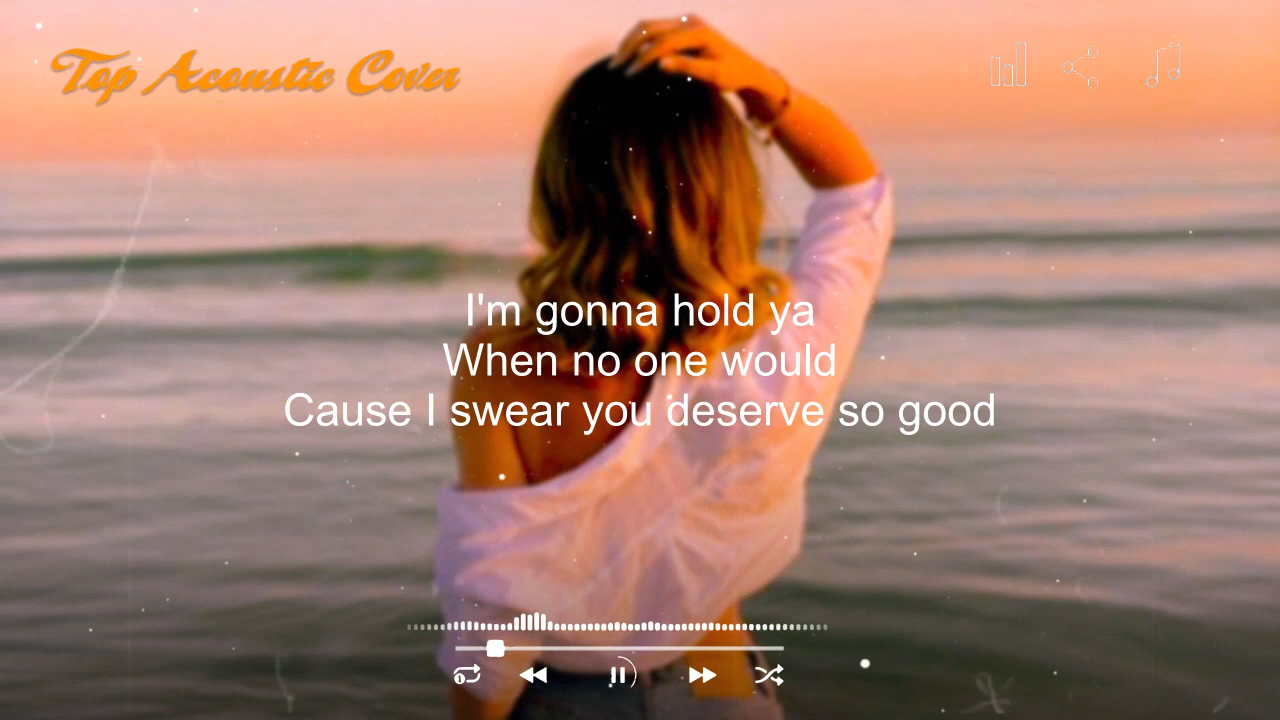 Top Acoustic Cover
I'm gonna hold ya
When no one would
Cause I swear you deserve so good